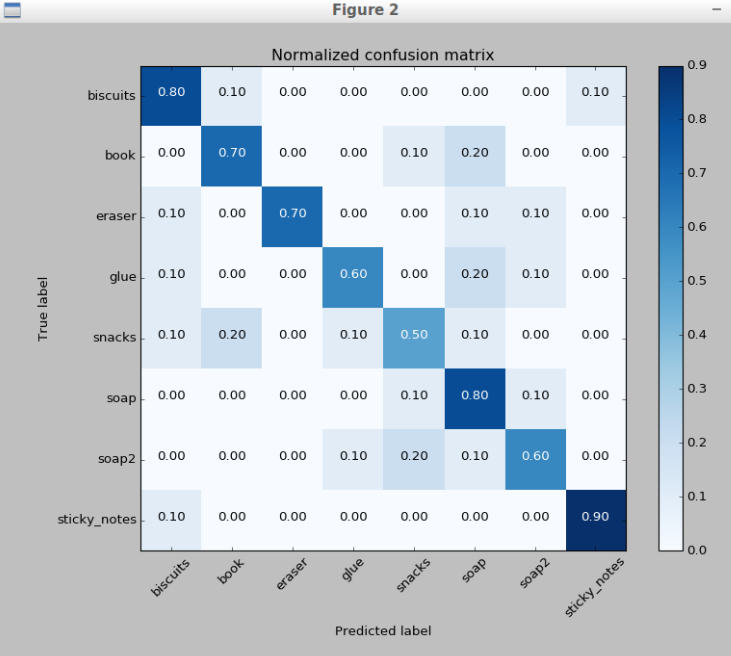 Figure 2
Normalized confusion matrix
0.9
biscuits 0.80 0.10 0.00 0.00 0.00 0.00 0.00 0.10
0.8
book 0.00 0.70 0.00 0.00 0.10 0.20 0.00 0.00
0.7
eraser 0.10 0.00 0.70 0.00 0.00 0.10 0.10 0.00
0.6
glue 0.10 0.00 0.00 0.60 0.00 0.20 0.10 0.00
0.5
True label
snacks 0.10 0.20 0.00 0.10 0.50 0.10 0.00 0.00
0.4
0.3
soap 0.00 0.00 0.00 0.00 0.10 0.80 0.10 0.00
0.2
soap2 0.00 0.00 0.00 0.10 0.20 0.10 0.60 0.00
0.1
sticky_notes 0.10 0.00 0.00 0.00 0.00 0.00 0.00 0.90
0.0
biscuits book eraser glue snacks soap soap2 sticky_notes
Predicted label